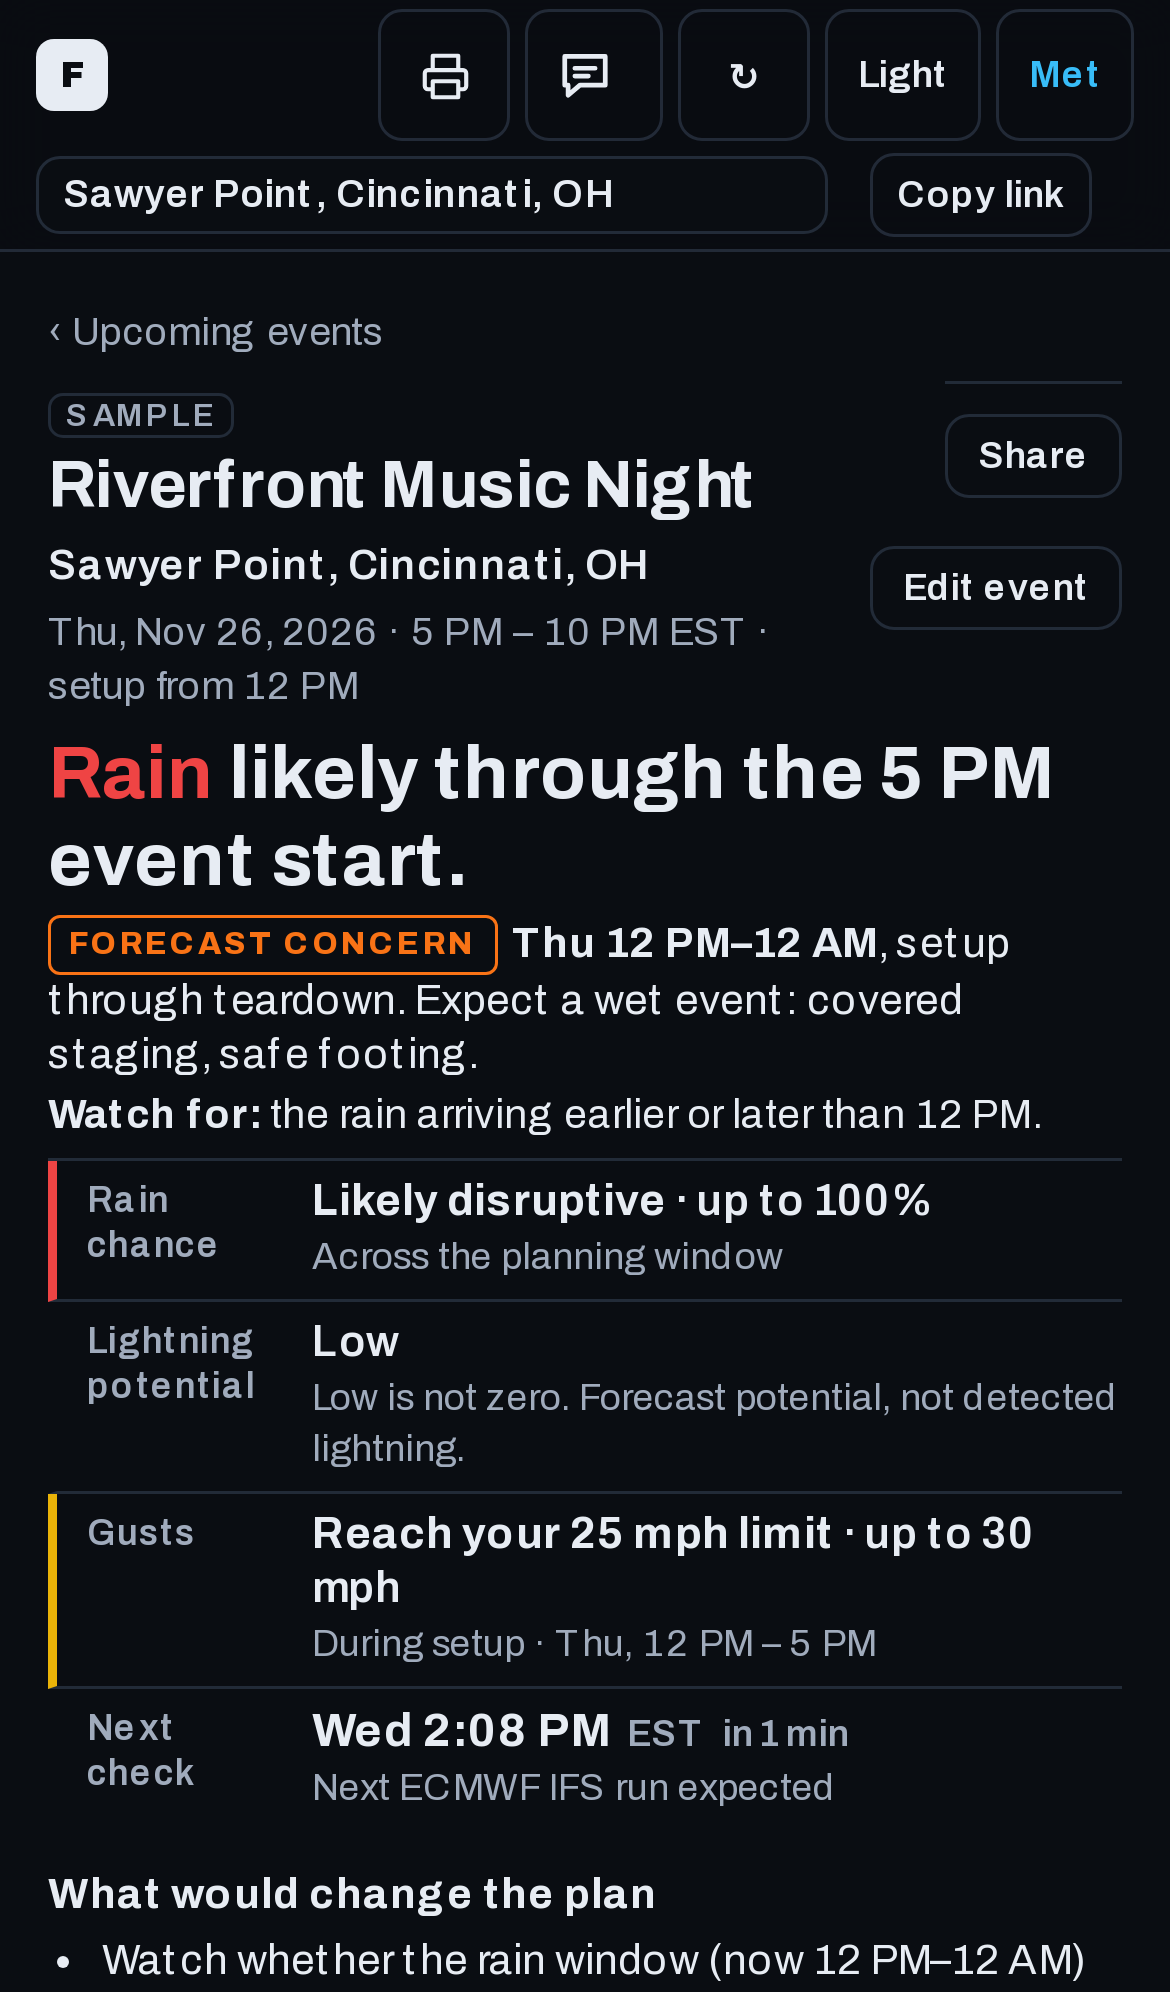 F
Light
Met
Sawyer Point, Cincinnati, OH
Copy link
‹ Upcoming events
SAMPLE
Riverfront Music Night
Share
Sawyer Point, Cincinnati, OH
Edit event
Thu, Nov 26, 2026 · 5 PM – 10 PM EST ·
setup from 12 PM
Rain likely through the 5 PM
event start.
FORECAST CONCERN Thu 12 PM–12 AM, setup
through teardown. Expect a wet event: covered
staging, safe footing.
Watch for: the rain arriving earlier or later than 12 PM.
Rain
chance
Likely disruptive · up to 100%
Across the planning window
Lightning
potential
Low
Low is not zero. Forecast potential, not detected
lightning.
Gusts
Reach your 25 mph limit · up to 30
mph
During setup · Thu, 12 PM – 5 PM
Next
check
Wed 2:08 PM EST in 1 min
Next ECMWF IFS run expected
What would change the plan
• Watch whether the rain window (now 12 PM–12 AM)